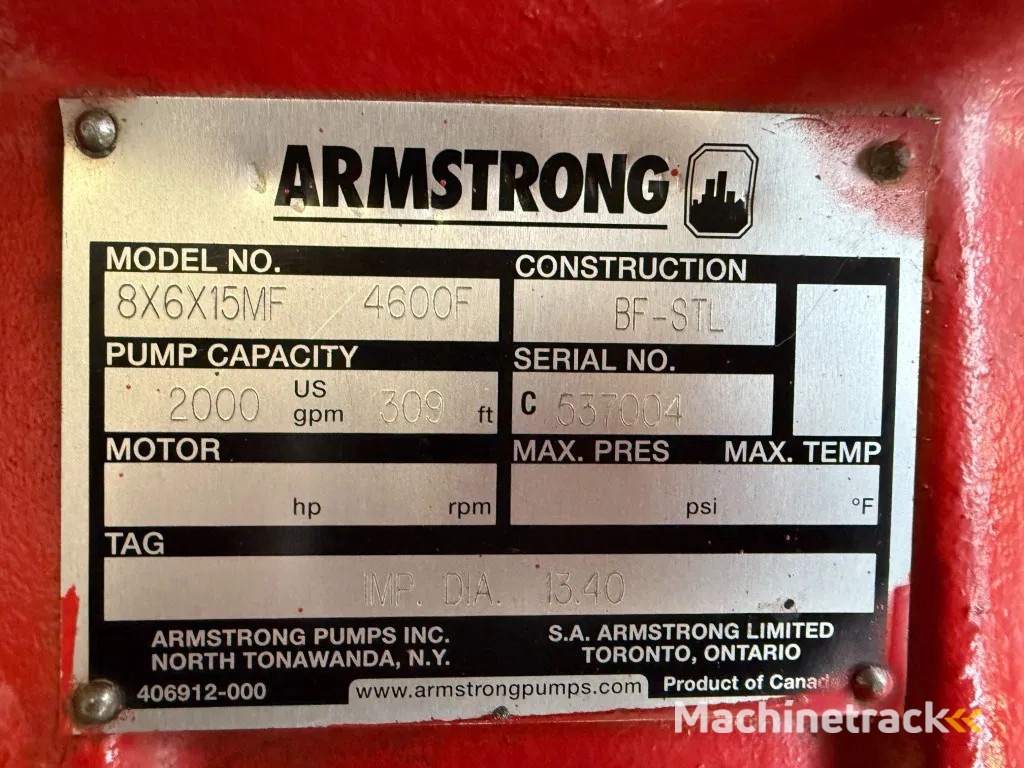 ARMSTRONG
MODEL NO.
8X6X15MF 4600F
CONSTRUCTION
BF-STL
PUMP CAPACITY
2000 US gpm 309 ft
SERIAL NO.
C 537004
MOTOR
hp rpm
MAX. PRES MAX. TEMP
psi °F
TAG
IMP. DIA. 13.40
ARMSTRONG PUMPS INC.
NORTH TONAWANDA, N.Y.
S.A. ARMSTRONG LIMITED
TORONTO, ONTARIO
406912-000 www.armstrongpumps.com Product of Canada
Machinetrack